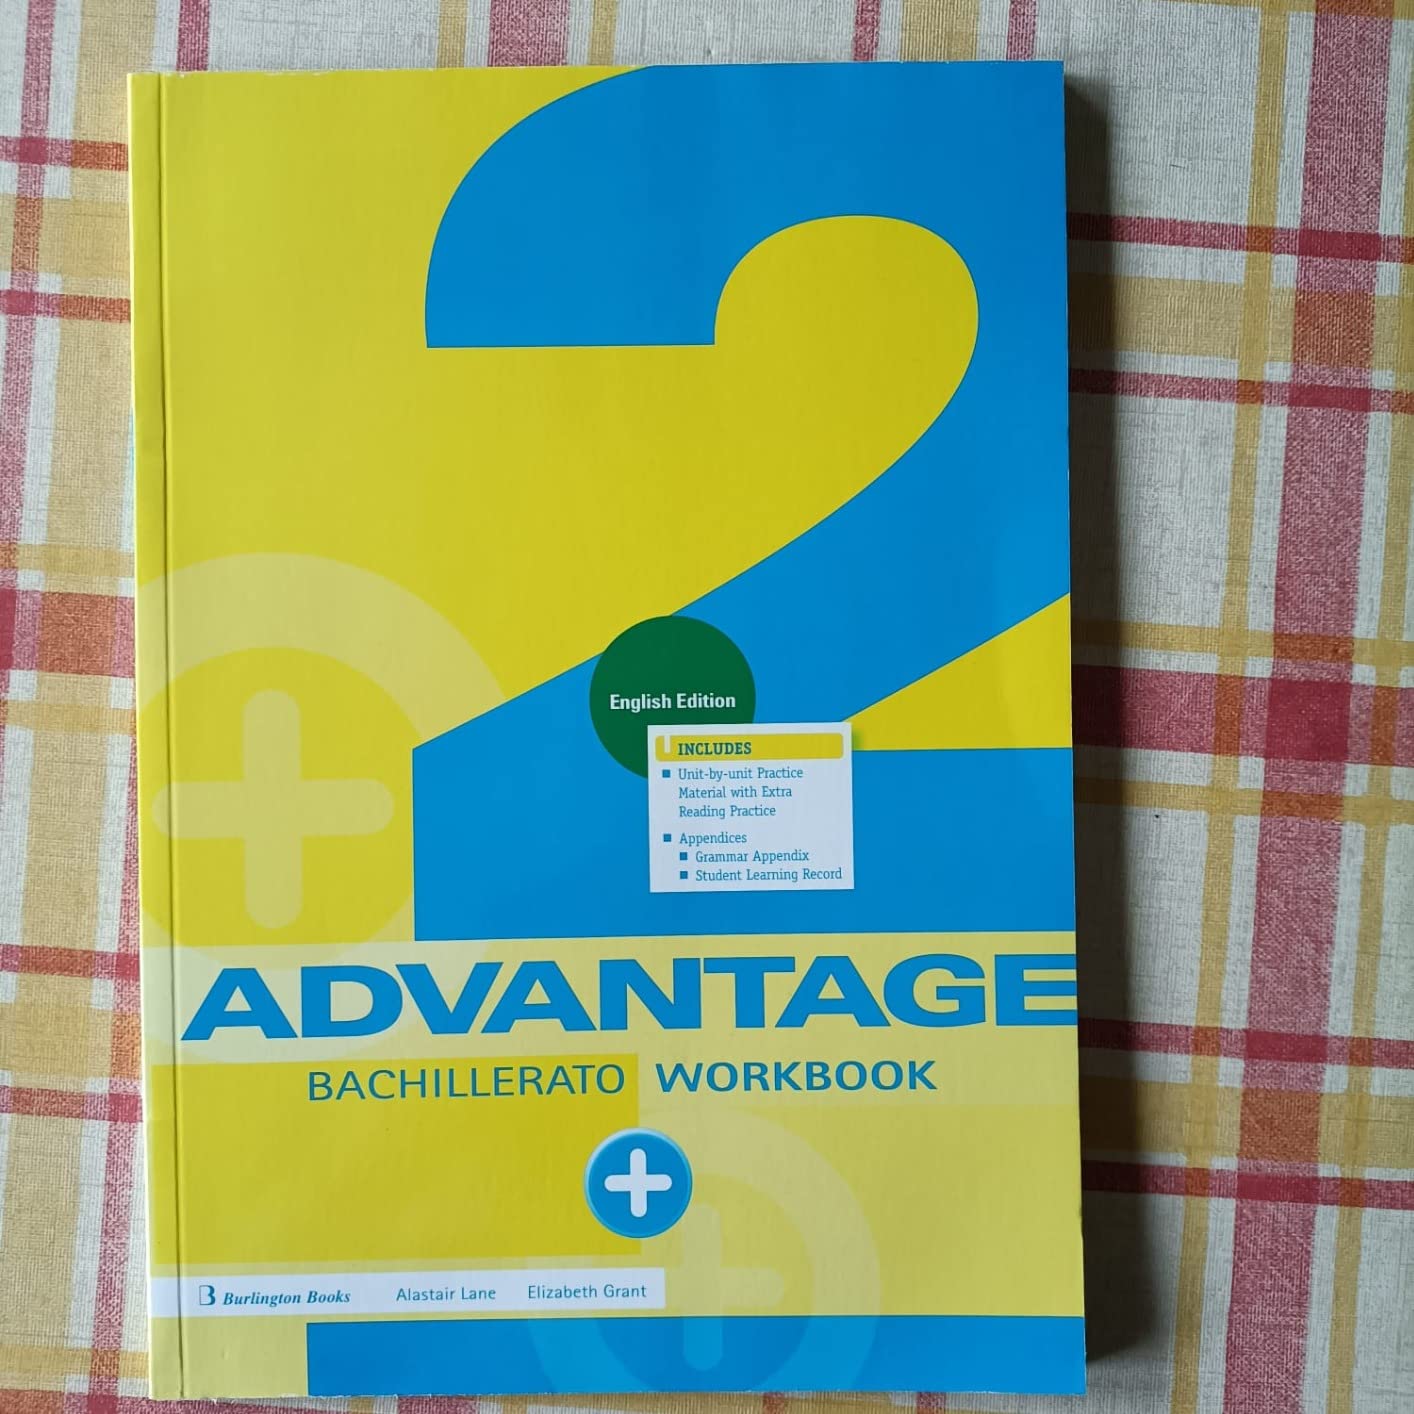 2
English Edition
INCLUDES
Unit-by-unit Practice
Material with Extra
Reading Practice
Appendices
Grammar Appendix
Student Learning Record
ADVANTAGE
BACHILLERATO WORKBOOK
+
B Burlington Books Alastair Lane Elizabeth Grant